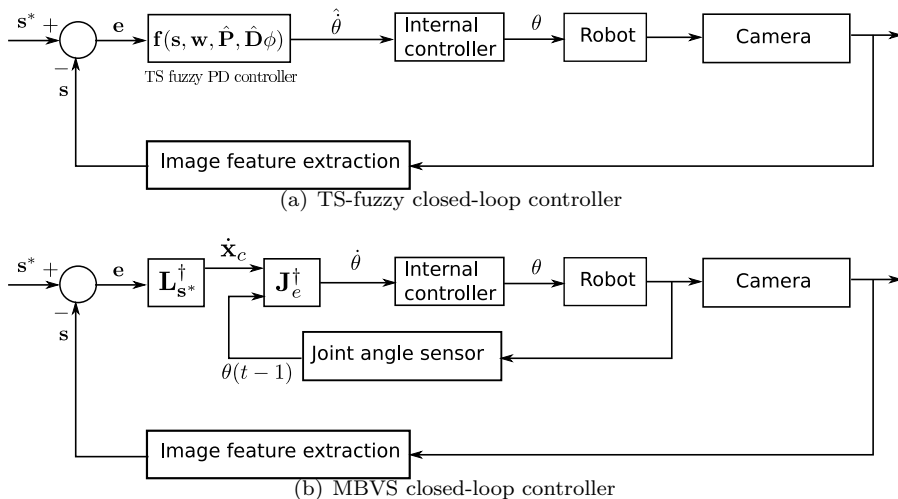 s* + e f(s, w, P̂, D̂ϕ) θ̇̂ Internal controller θ Robot Camera
TS fuzzy PD controller
−
s
Image feature extraction
(a) TS-fuzzy closed-loop controller
s* + e L†s* ẋc J†e θ̇ Internal controller θ Robot Camera
−
s
Joint angle sensor
θ(t − 1)
Image feature extraction
(b) MBVS closed-loop controller